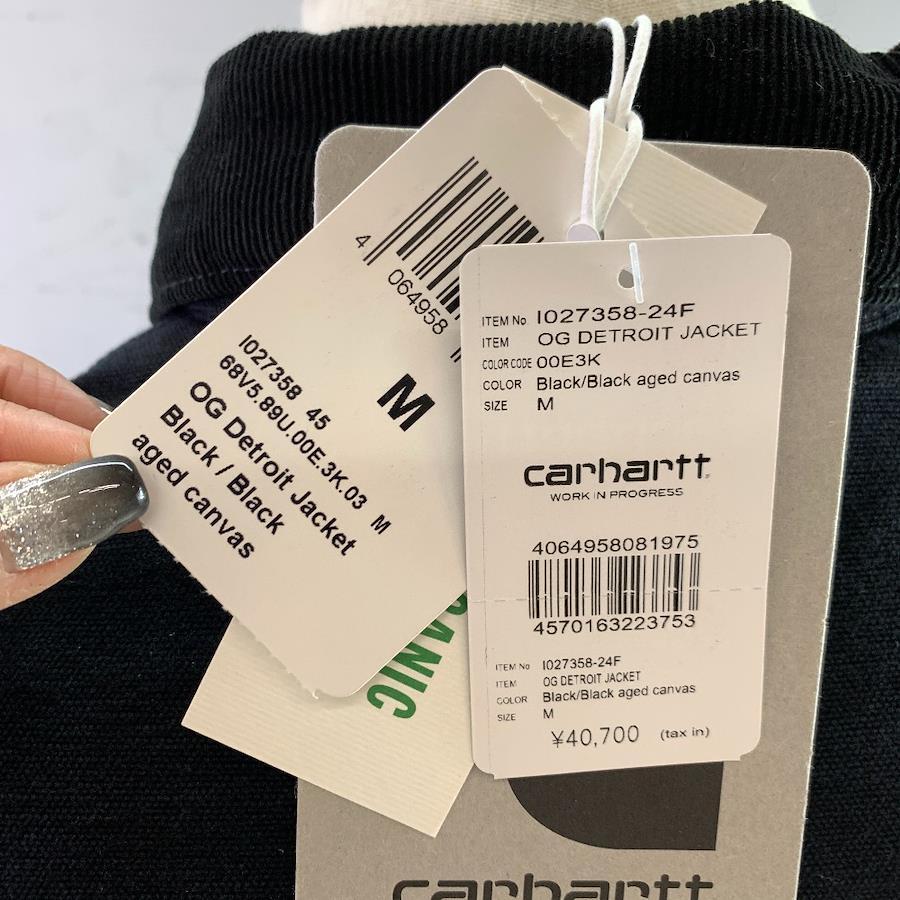 4
064958
I027358 45
68V5.89U.00E.3K.03 M
M
OG Detroit Jacket
Black / Black
aged canvas
ITEM No I027358-24F
ITEM OG DETROIT JACKET
COLOR CODE 00E3K
COLOR Black/Black aged canvas
SIZE M
carhartt
WORK IN PROGRESS
4064958081975
4570163223753
ITEM No I027358-24F
ITEM OG DETROIT JACKET
COLOR Black/Black aged canvas
SIZE M
¥40,700 (tax in)
carhartt